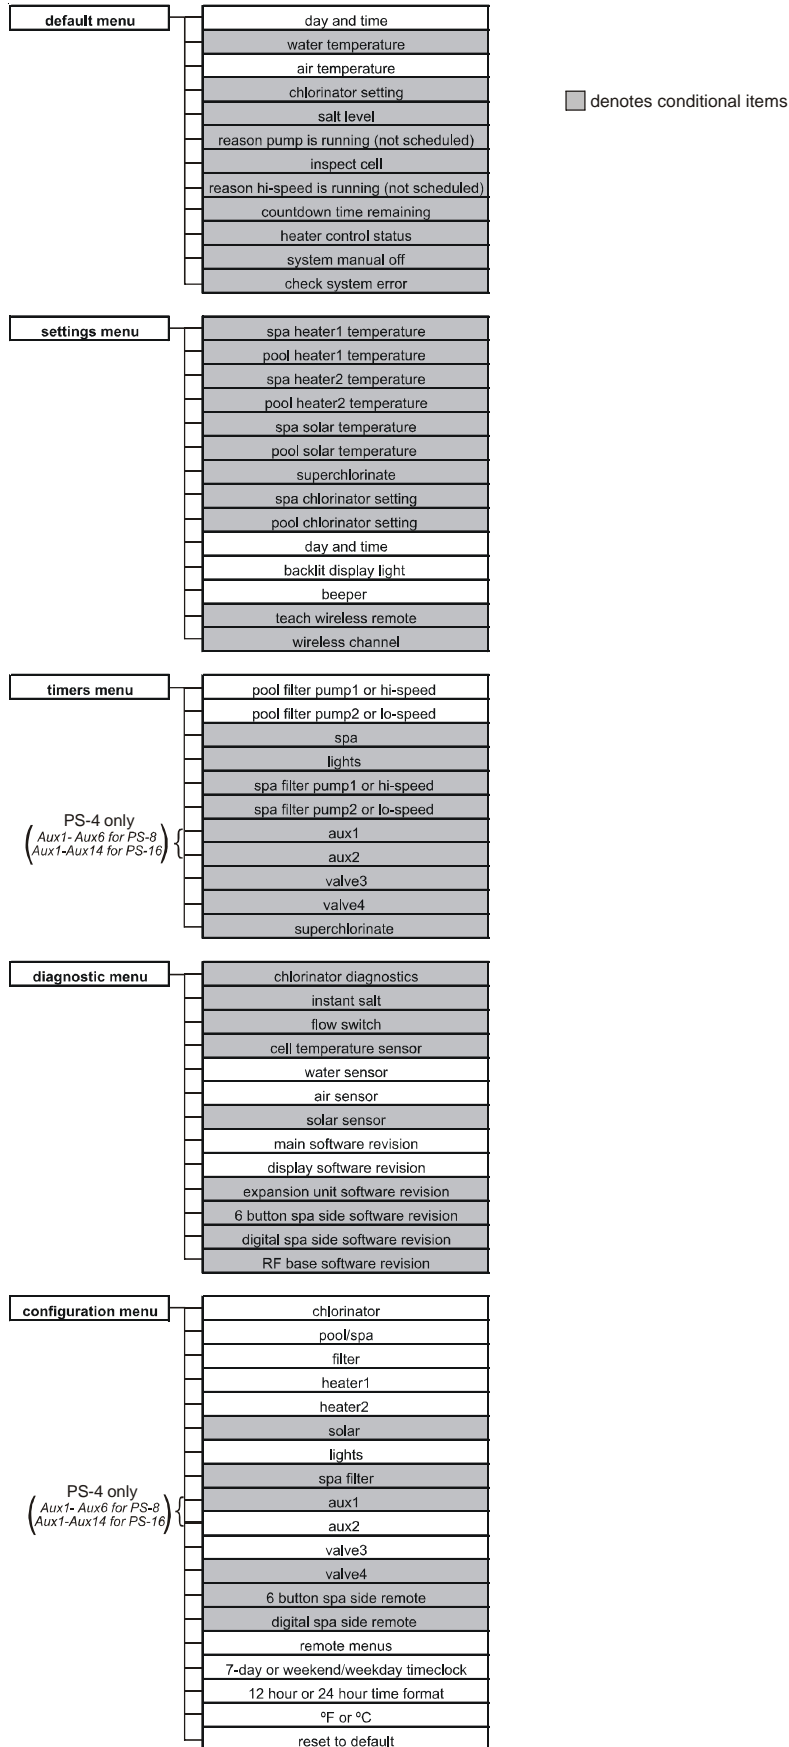 default menu
day and time
water temperature
air temperature
chlorinator setting
salt level
reason pump is running (not scheduled)
inspect cell
reason hi-speed is running (not scheduled)
countdown time remaining
heater control status
system manual off
check system error
denotes conditional items
settings menu
spa heater1 temperature
pool heater1 temperature
spa heater2 temperature
pool heater2 temperature
spa solar temperature
pool solar temperature
superchlorinate
spa chlorinator setting
pool chlorinator setting
day and time
backlit display light
beeper
teach wireless remote
wireless channel
timers menu
pool filter pump1 or hi-speed
pool filter pump2 or lo-speed
spa
lights
spa filter pump1 or hi-speed
spa filter pump2 or lo-speed
PS-4 only
(Aux1- Aux6 for PS-8
Aux1-Aux14 for PS-16) {
aux1
aux2
valve3
valve4
superchlorinate
diagnostic menu
chlorinator diagnostics
instant salt
flow switch
cell temperature sensor
water sensor
air sensor
solar sensor
main software revision
display software revision
expansion unit software revision
6 button spa side software revision
digital spa side software revision
RF base software revision
configuration menu
chlorinator
pool/spa
filter
heater1
heater2
solar
lights
spa filter
PS-4 only
(Aux1- Aux6 for PS-8
Aux1-Aux14 for PS-16) {
aux1
aux2
valve3
valve4
6 button spa side remote
digital spa side remote
remote menus
7-day or weekend/weekday timeclock
12 hour or 24 hour time format
ºF or ºC
reset to default